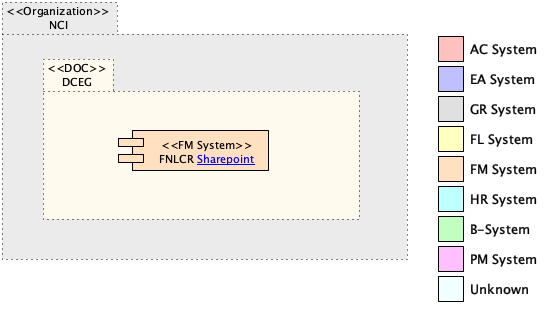 <<Organization>>
NCI
<<DOC>>
DCEG
<<FM System>>
FNLCR Sharepoint
AC System
EA System
GR System
FL System
FM System
HR System
B-System
PM System
Unknown